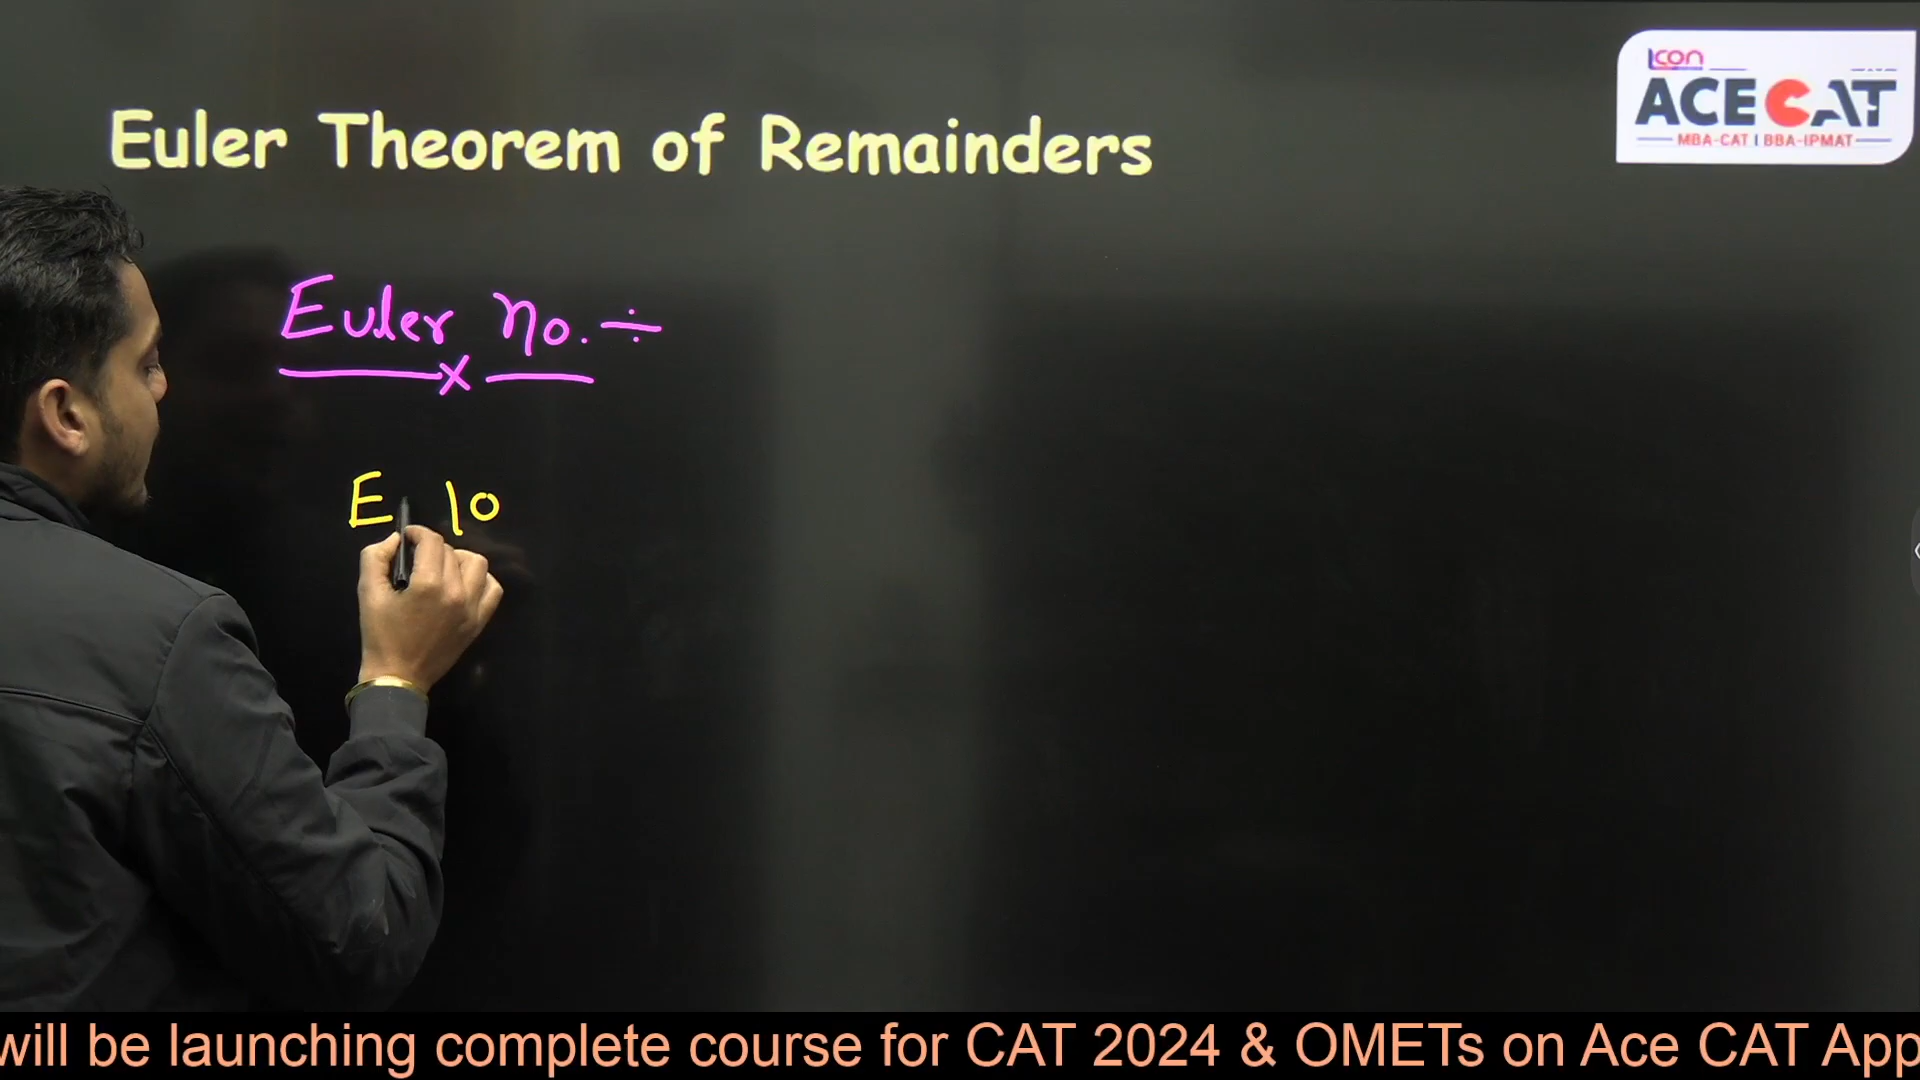 Icon
ACE CAT
MBA-CAT | BBA-IPMAT
Euler Theorem of Remainders
Euler no. ÷
E 10
will be launching complete course for CAT 2024 & OMETs on Ace CAT App